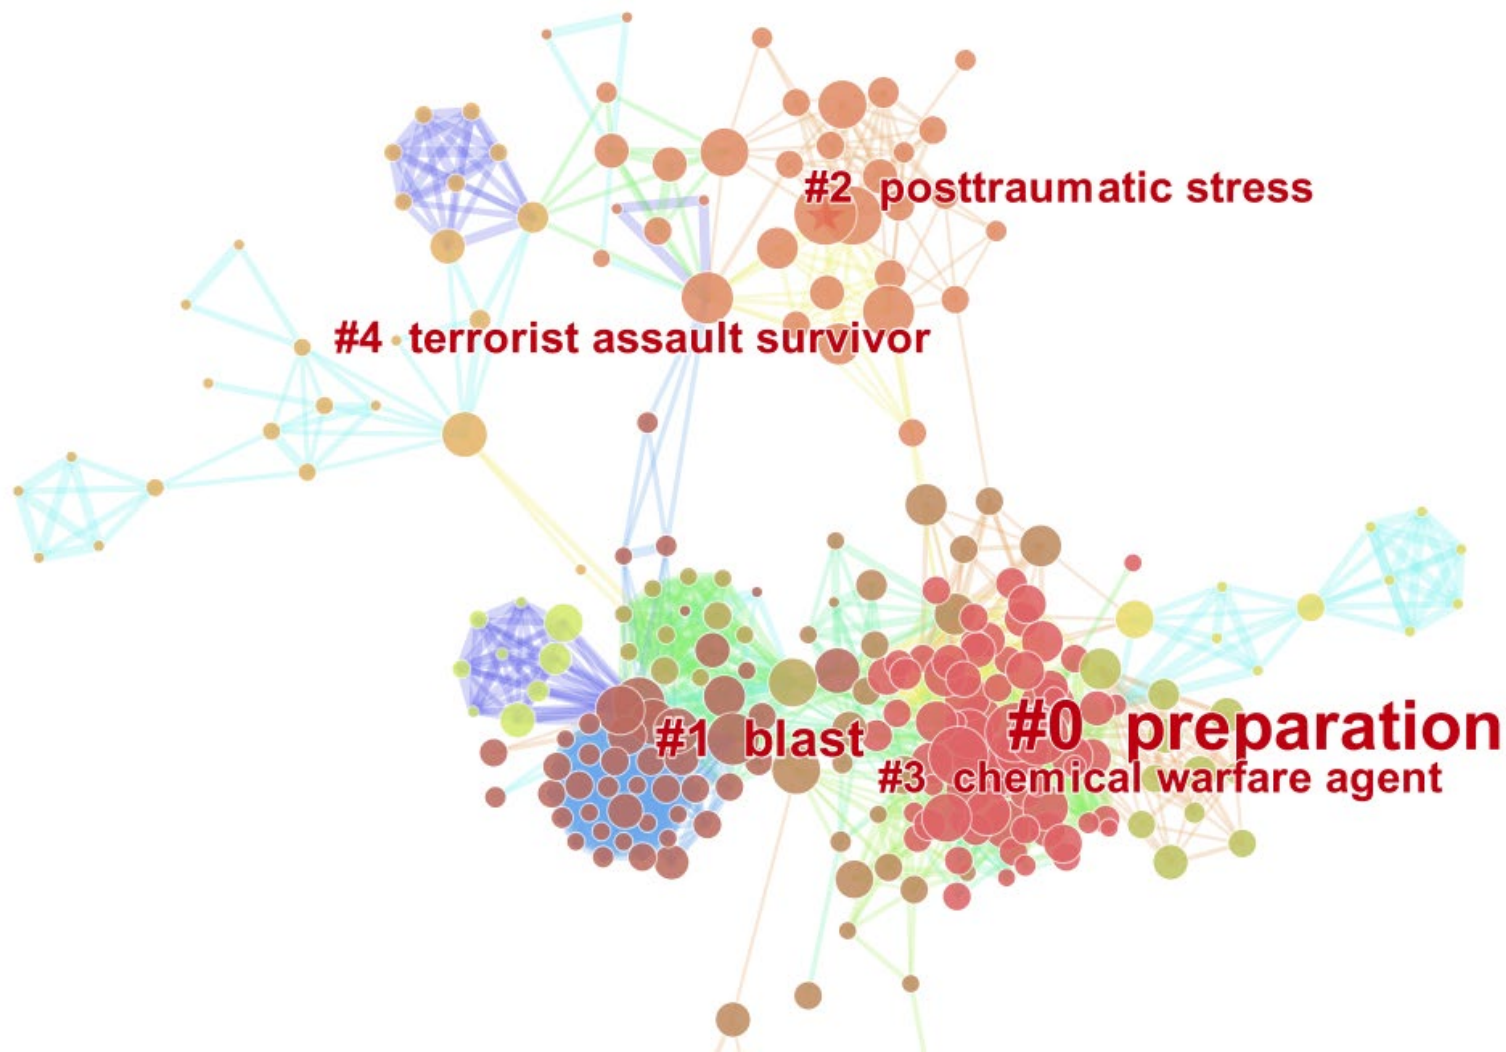 #2 posttraumatic stress
#4 terrorist assault survivor
#0 preparation
#1 blast
#3 chemical warfare agent